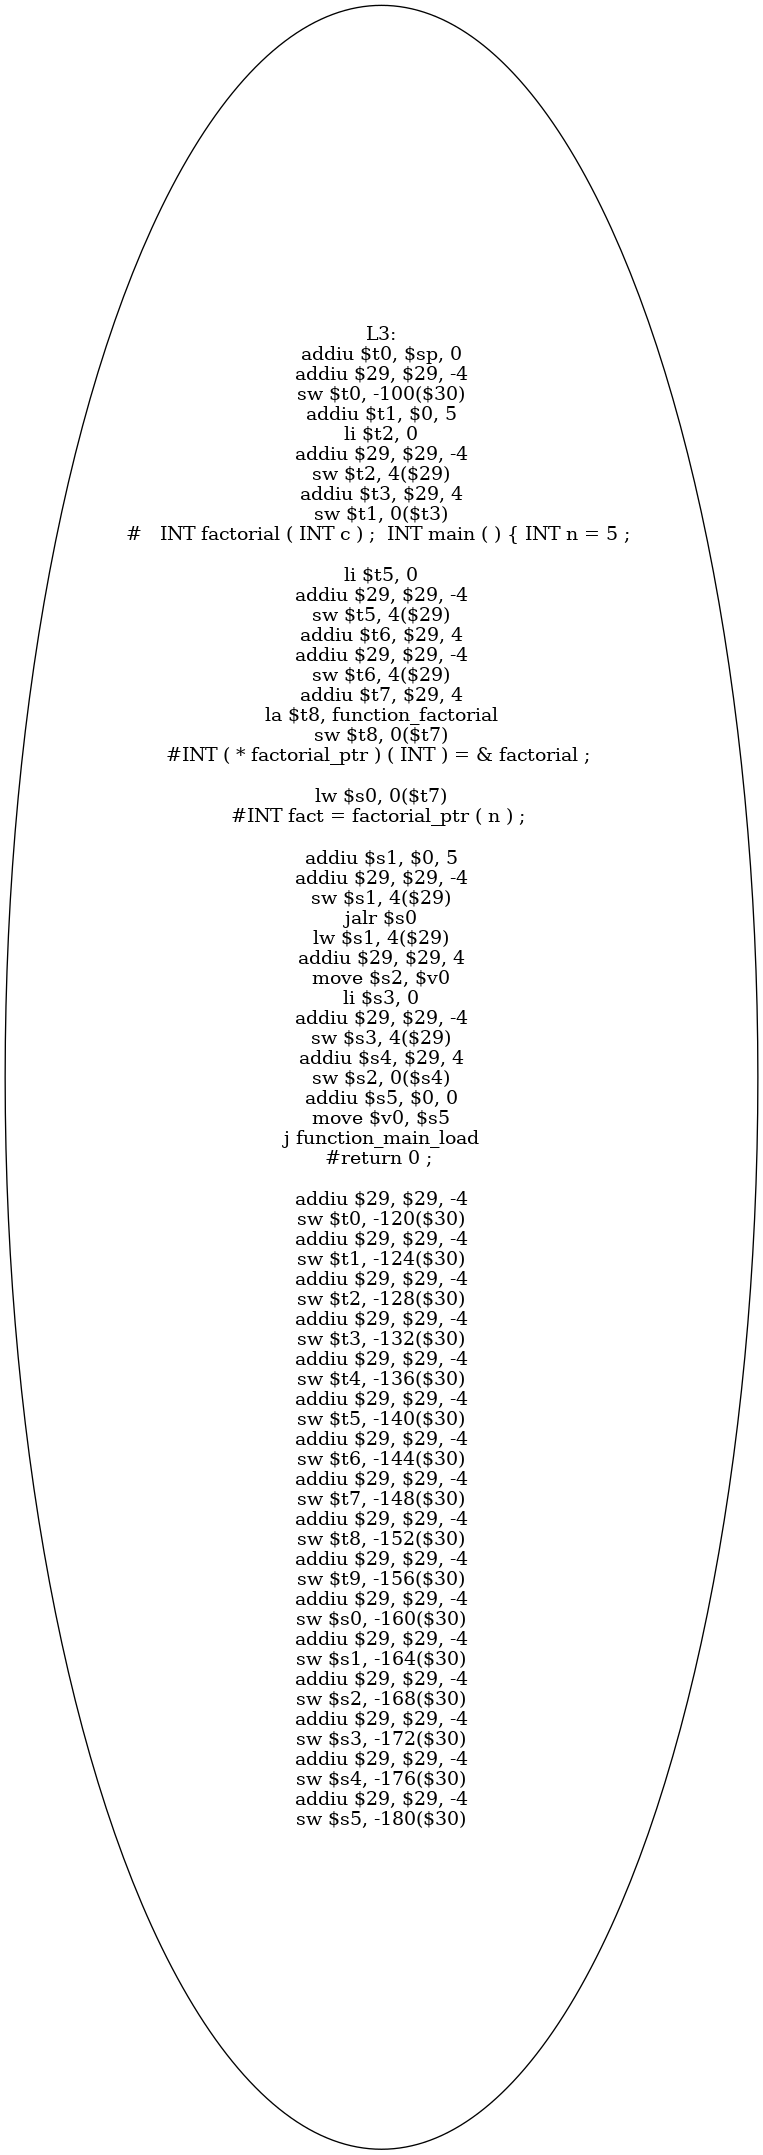 L3:
addiu $t0, $sp, 0
addiu $29, $29, -4
sw $t0, -100($30)
addiu $t1, $0, 5
li $t2, 0
addiu $29, $29, -4
sw $t2, 4($29)
addiu $t3, $29, 4
sw $t1, 0($t3)
#   INT factorial ( INT c ) ;  INT main ( ) { INT n = 5 ;
li $t5, 0
addiu $29, $29, -4
sw $t5, 4($29)
addiu $t6, $29, 4
addiu $29, $29, -4
sw $t6, 4($29)
addiu $t7, $29, 4
la $t8, function_factorial
sw $t8, 0($t7)
#INT ( * factorial_ptr ) ( INT ) = & factorial ;
lw $s0, 0($t7)
#INT fact = factorial_ptr ( n ) ;
addiu $s1, $0, 5
addiu $29, $29, -4
sw $s1, 4($29)
jalr $s0
lw $s1, 4($29)
addiu $29, $29, 4
move $s2, $v0
li $s3, 0
addiu $29, $29, -4
sw $s3, 4($29)
addiu $s4, $29, 4
sw $s2, 0($s4)
addiu $s5, $0, 0
move $v0, $s5
j function_main_load
#return 0 ;
addiu $29, $29, -4
sw $t0, -120($30)
addiu $29, $29, -4
sw $t1, -124($30)
addiu $29, $29, -4
sw $t2, -128($30)
addiu $29, $29, -4
sw $t3, -132($30)
addiu $29, $29, -4
sw $t4, -136($30)
addiu $29, $29, -4
sw $t5, -140($30)
addiu $29, $29, -4
sw $t6, -144($30)
addiu $29, $29, -4
sw $t7, -148($30)
addiu $29, $29, -4
sw $t8, -152($30)
addiu $29, $29, -4
sw $t9, -156($30)
addiu $29, $29, -4
sw $s0, -160($30)
addiu $29, $29, -4
sw $s1, -164($30)
addiu $29, $29, -4
sw $s2, -168($30)
addiu $29, $29, -4
sw $s3, -172($30)
addiu $29, $29, -4
sw $s4, -176($30)
addiu $29, $29, -4
sw $s5, -180($30)